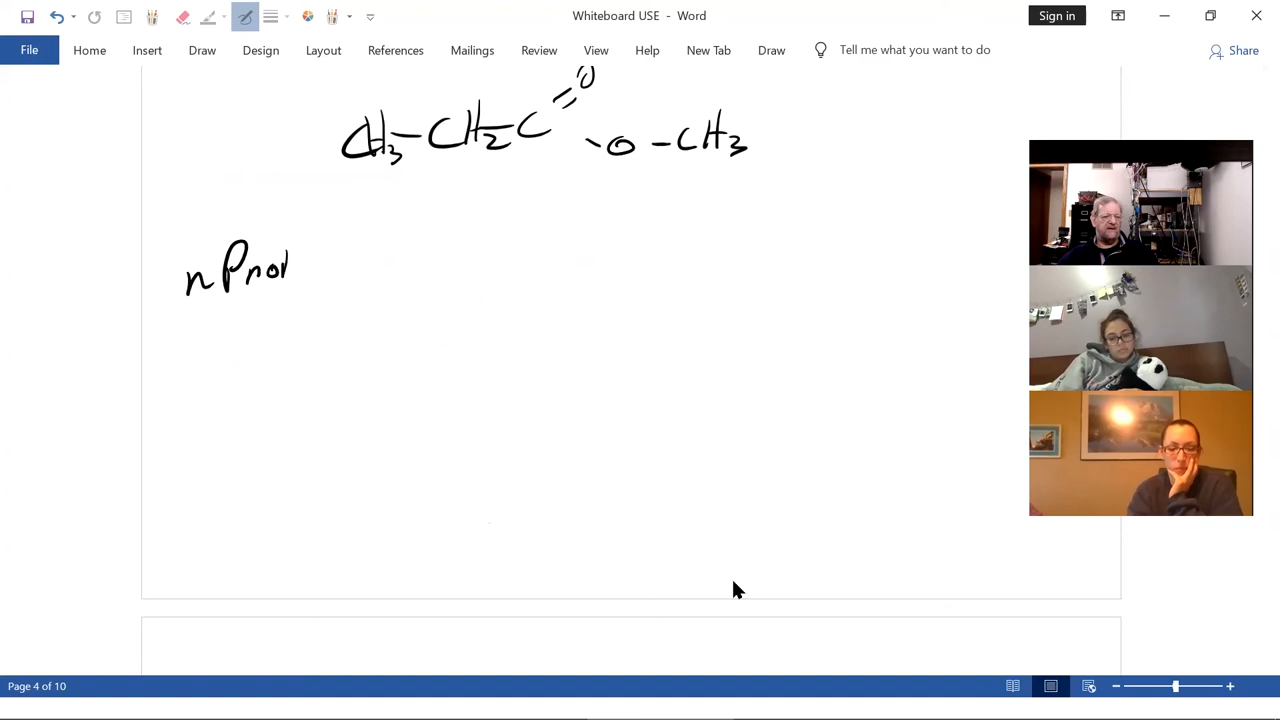 Whiteboard USE - Word
Sign in
File Home Insert Draw Design Layout References Mailings Review View Help New Tab Draw Tell me what you want to do Share
O
CH3-CH2-C=
-O-CH3
nProl
Page 4 of 10